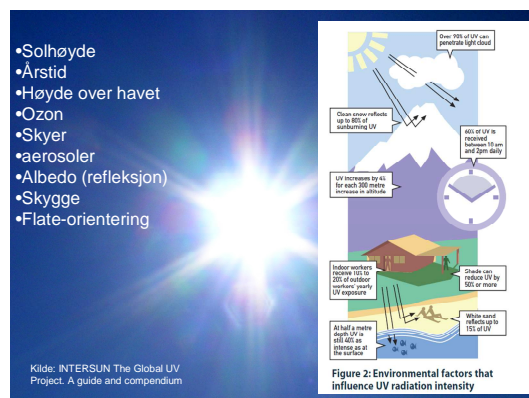 •Solhøyde
•Årstid
•Høyde over havet
•Ozon
•Skyer
•aerosoler
•Albedo (refleksjon)
•Skygge
•Flate-orientering
Kilde: INTERSUN The Global UV
Project. A guide and compendium
Over 90% of UV can
penetrate light cloud
Clean snow reflects
up to 80% of
sunburning UV
60% of UV is
received
between 10 am
and 2pm daily
UV increases by 4%
for each 300 metre
increase in altitude
Indoor workers
receive 10% to
20% of outdoor
workers' yearly
UV exposure
Shade can
reduce UV by
50% or more
White sand
reflects up to
15% of UV
At half a metre
depth UV is
still 40% as
intense as at
the surface
Figure 2: Environmental factors that
influence UV radiation intensity